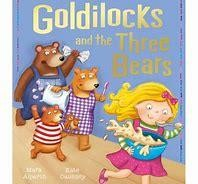 Goldilocks
and the Three
Bears
Mara Alperin
Kate Daubney